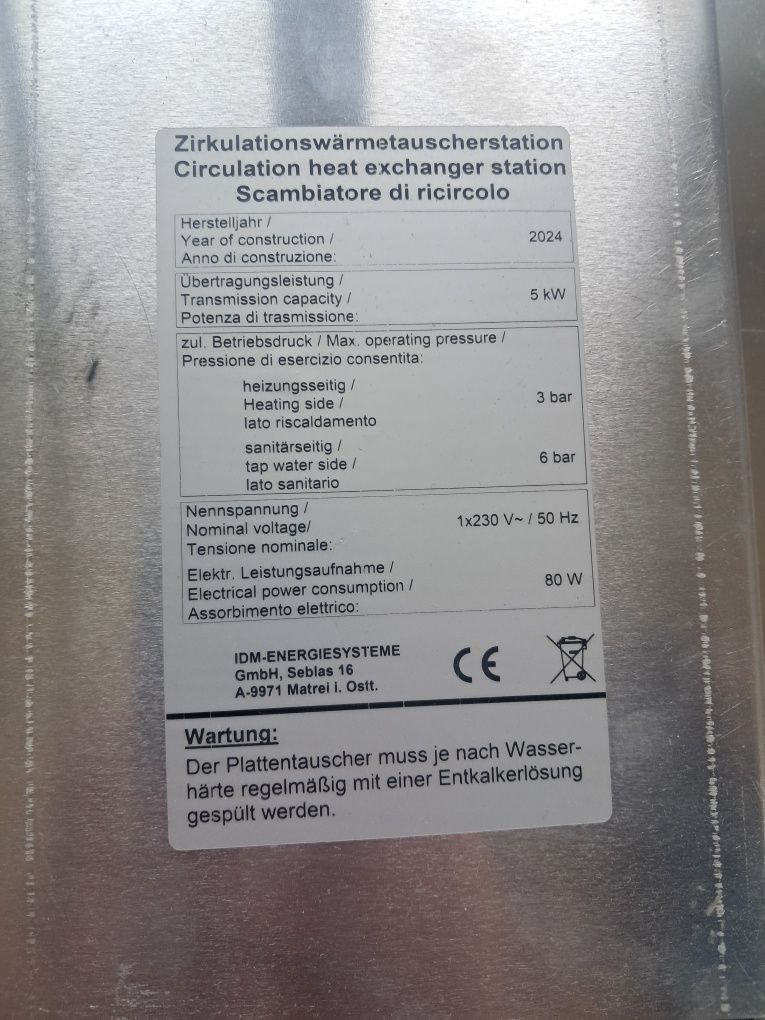 Zirkulationswärmetauscherstation
Circulation heat exchanger station
Scambiatore di ricircolo
Herstelljahr /
Year of construction /
Anno di construzione:
2024
Übertragungsleistung /
Transmission capacity /
Potenza di trasmissione:
5 kW
zul. Betriebsdruck / Max. operating pressure /
Pressione di esercizio consentita:
heizungsseitig /
Heating side /
lato riscaldamento
3 bar
sanitärseitig /
tap water side /
lato sanitario
6 bar
Nennspannung /
Nominal voltage/
Tensione nominale:
1x230 V~ / 50 Hz
Elektr. Leistungsaufnahme /
Electrical power consumption /
Assorbimento elettrico:
80 W
IDM-ENERGIESYSTEME
GmbH, Seblas 16
A-9971 Matrei i. Ostt.
CE
Wartung:
Der Plattentauscher muss je nach Wasser-
härte regelmäßig mit einer Entkalkerlösung
gespült werden.